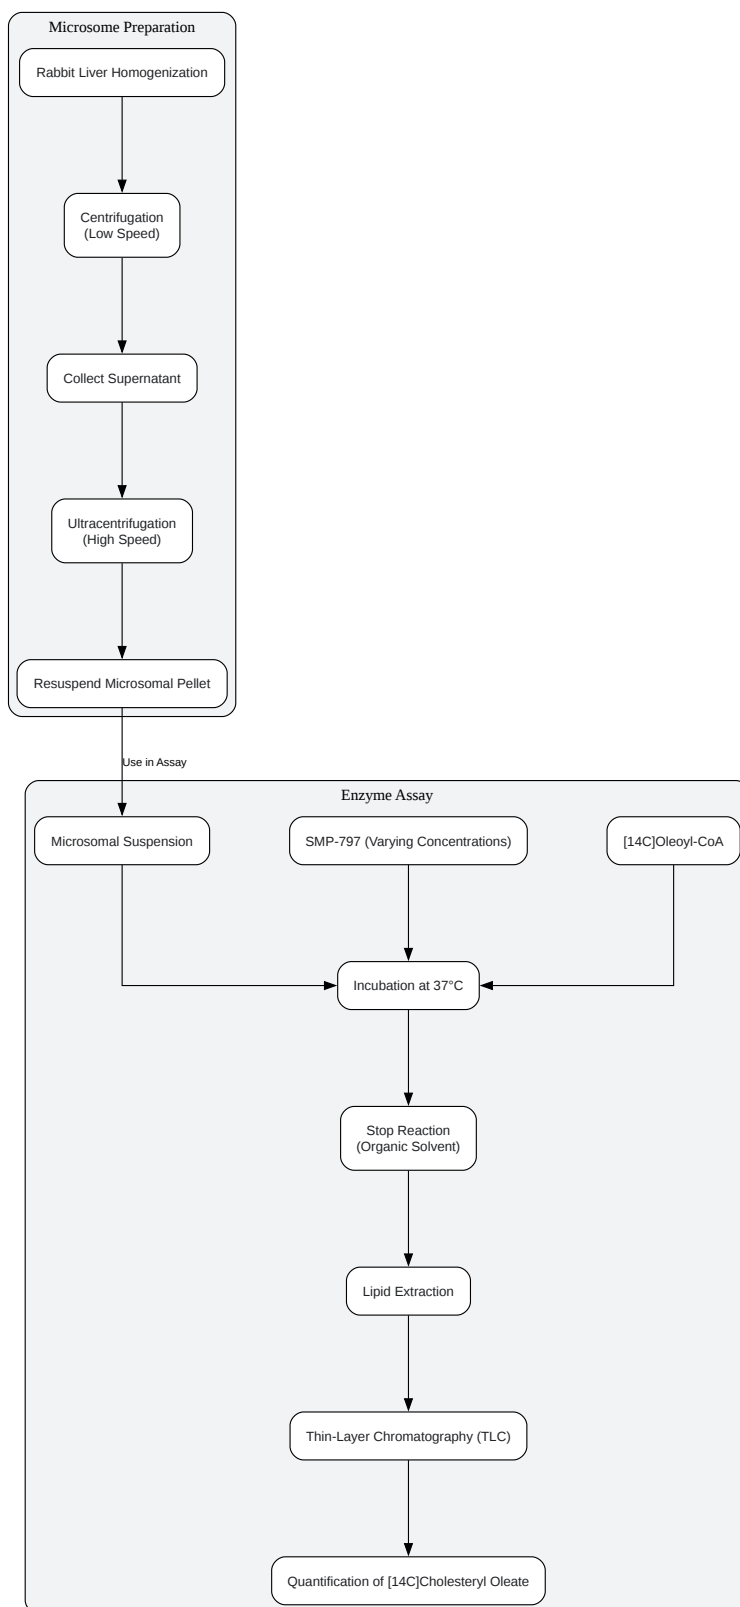 Microsome Preparation
Rabbit Liver Homogenization
Centrifugation
(Low Speed)
Collect Supernatant
Ultracentrifugation
(High Speed)
Resuspend Microsomal Pellet
Use in Assay
Enzyme Assay
Microsomal Suspension
SMP-797 (Varying Concentrations)
[14C]Oleoyl-CoA
Incubation at 37°C
Stop Reaction
(Organic Solvent)
Lipid Extraction
Thin-Layer Chromatography (TLC)
Quantification of [14C]Cholesteryl Oleate